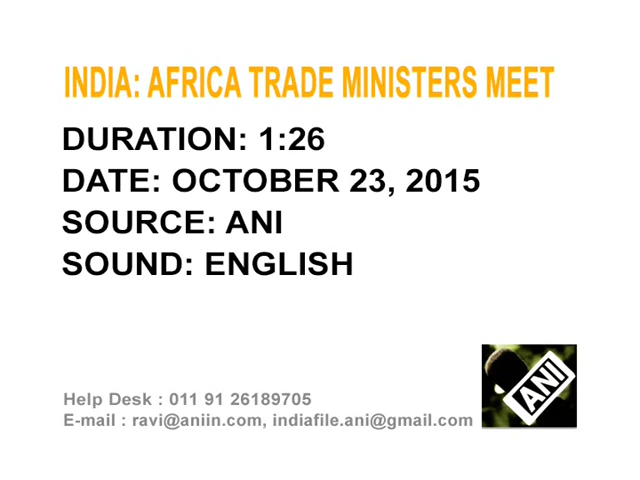 INDIA: AFRICA TRADE MINISTERS MEET
DURATION: 1:26
DATE: OCTOBER 23, 2015
SOURCE: ANI
SOUND: ENGLISH
Help Desk : 011 91 26189705
E-mail : ravi@aniin.com, indiafile.ani@gmail.com
ANI